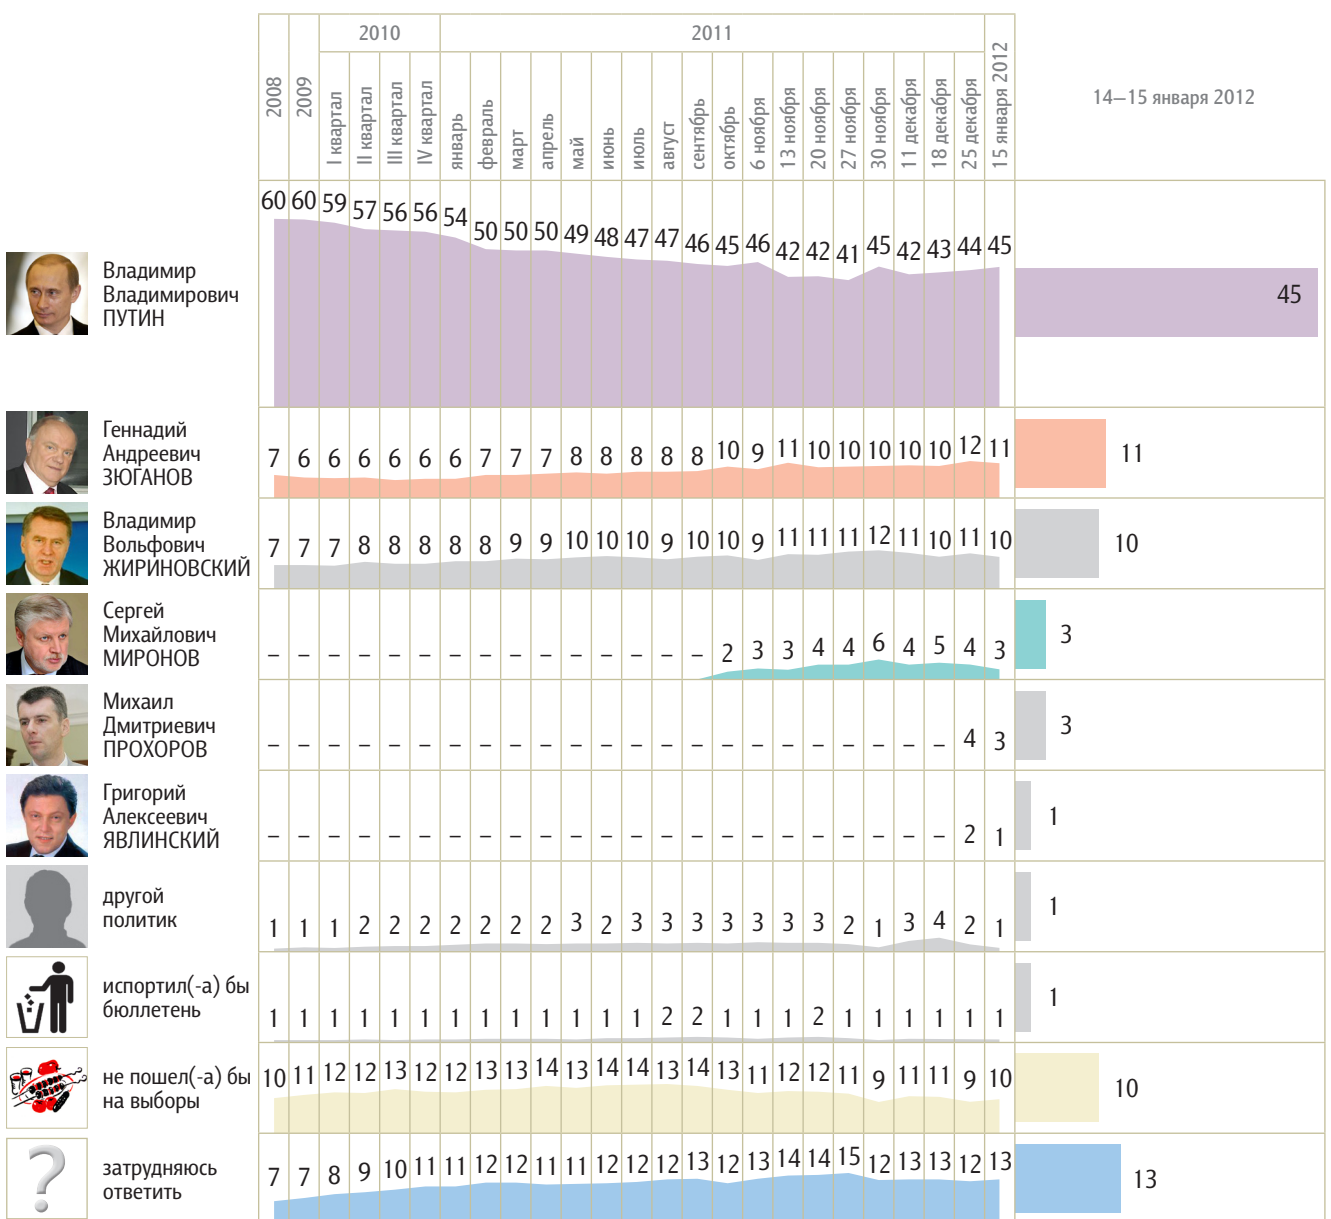 2010 2011
2008 2009 I квартал II квартал III квартал IV квартал январь февраль март апрель май июнь июль август сентябрь октябрь 6 ноября 13 ноября 20 ноября 27 ноября 30 ноября 11 декабря 18 декабря 25 декабря 15 января 2012
14–15 января 2012
Владимир
Владимирович
ПУТИН
60 60 59 57 56 56 54 50 50 50 49 48 47 47 46 45 46 42 42 41 45 42 43 44 45
45
Геннадий
Андреевич
ЗЮГАНОВ
7 6 6 6 6 6 6 7 7 7 8 8 8 8 8 10 9 11 10 10 10 10 10 12 11
11
Владимир
Вольфович
ЖИРИНОВСКИЙ
7 7 7 8 8 8 8 8 9 9 10 10 10 9 10 10 9 11 11 11 12 11 10 11 10
10
Сергей
Михайлович
МИРОНОВ
– – – – – – – – – – – – – – – 2 3 3 4 4 6 4 5 4 3
3
Михаил
Дмитриевич
ПРОХОРОВ
– – – – – – – – – – – – – – – – – – – – – – – 4 3
3
Григорий
Алексеевич
ЯВЛИНСКИЙ
– – – – – – – – – – – – – – – – – – – – – – – 2 1
1
другой
политик
1 1 1 2 2 2 2 2 2 2 3 2 3 3 3 3 3 3 3 2 1 3 4 2 1
1
испортил(-а) бы
бюллетень
1 1 1 1 1 1 1 1 1 1 1 1 1 2 2 1 1 1 2 1 1 1 1 1 1
1
не пошел(-а) бы
на выборы
10 11 12 12 13 12 12 13 13 14 13 14 14 13 14 13 11 12 12 11 9 11 11 9 10
10
затрудняюсь
ответить
7 7 8 9 10 11 11 12 12 11 11 12 12 12 13 12 13 14 14 15 12 13 13 12 13
13